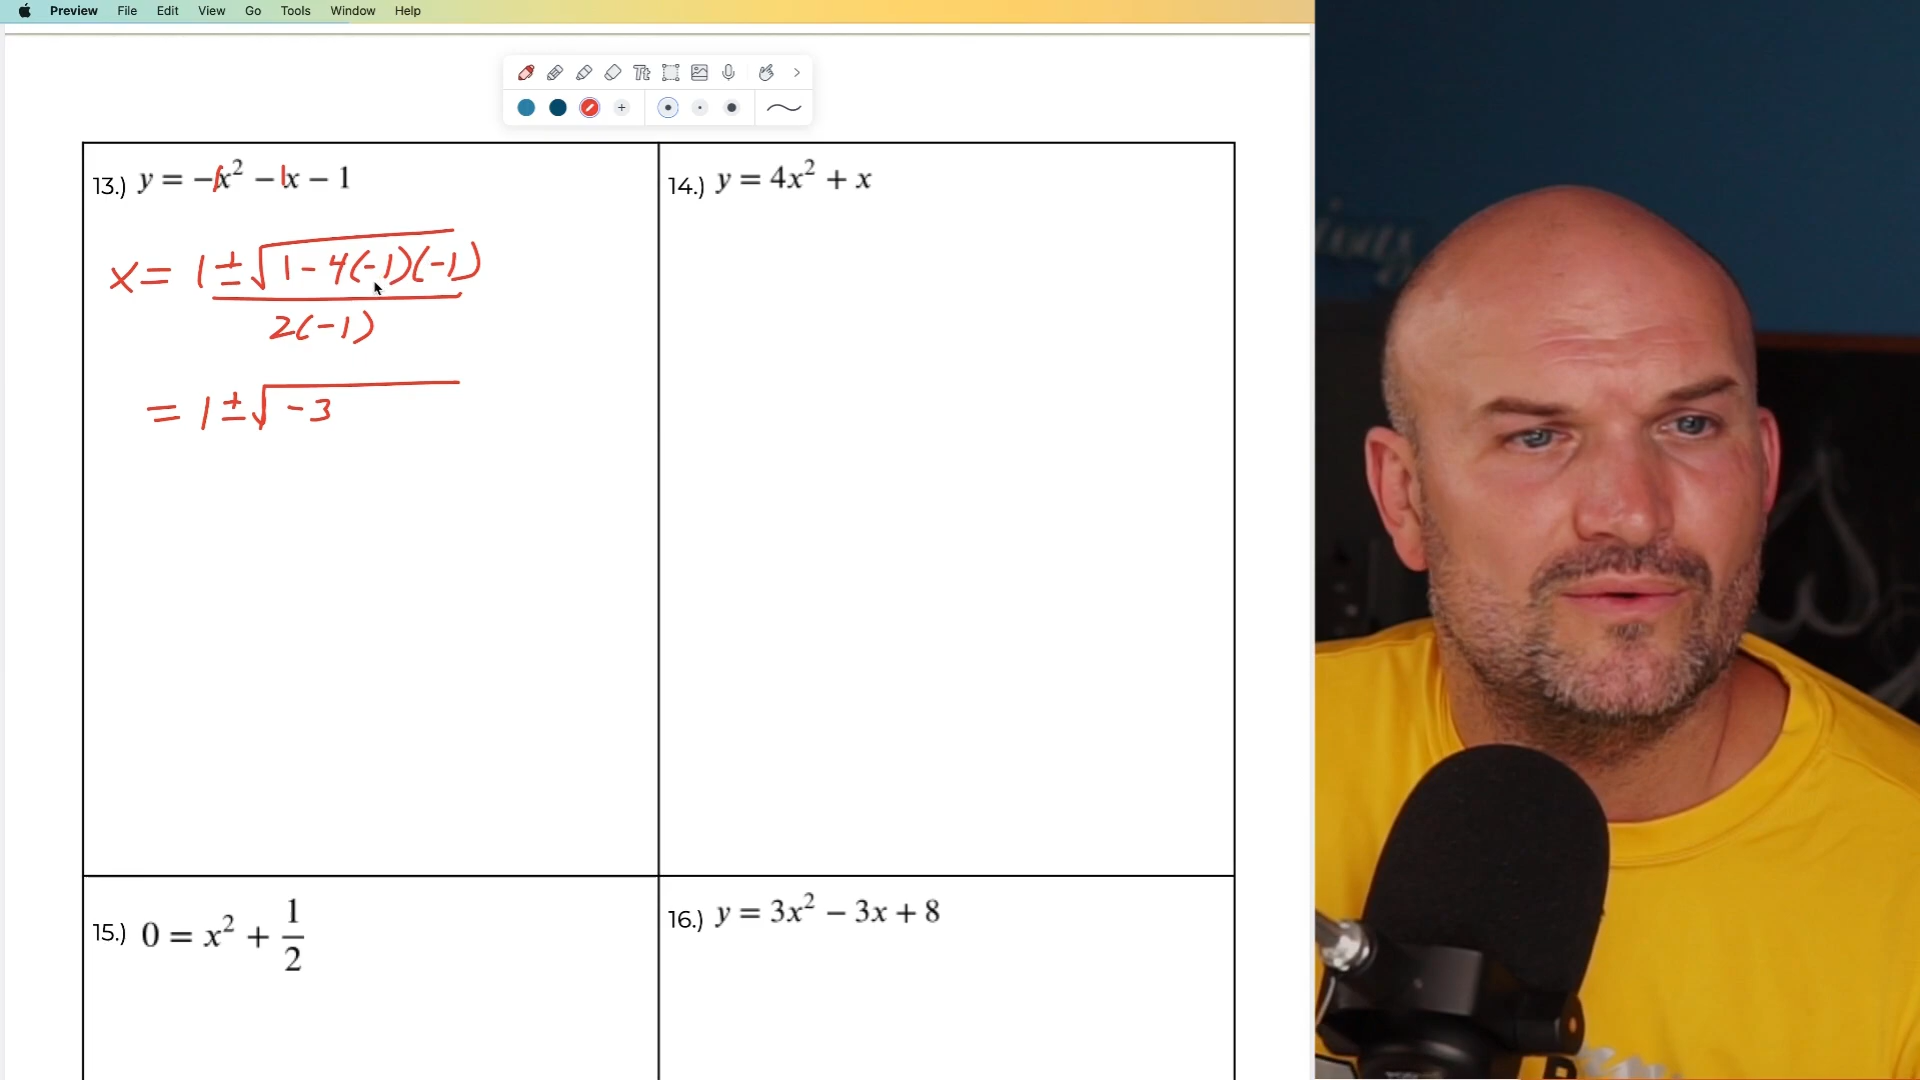 Preview File Edit View Go Tools Window Help
Tt
13.) y = -1x² - 1x - 1
14.) y = 4x² + x
x = 1 ± √1 - 4(-1)(-1)
2(-1)
= 1 ± √-3
15.) 0 = x² + 1/2
16.) y = 3x² - 3x + 8